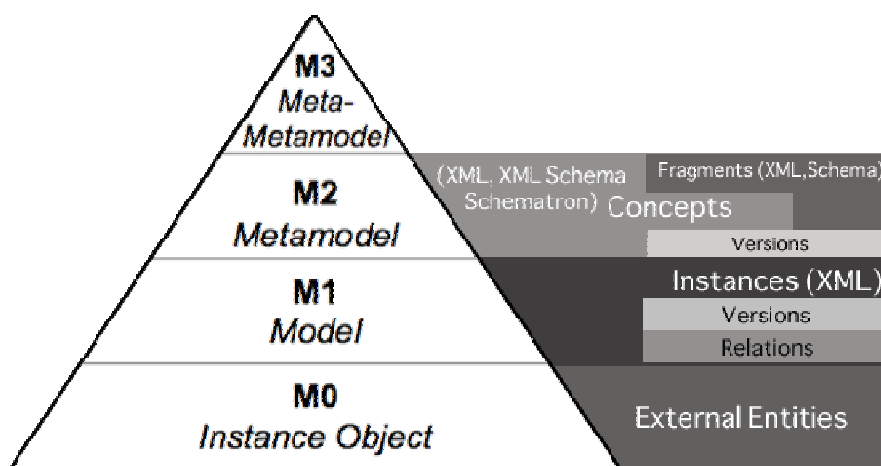 M3
Meta-
Metamodel
M2
Metamodel
M1
Model
M0
Instance Object
(XML, XML Schema
Schematron)
Concepts
Fragments (XML,Schema)
Versions
Instances (XML)
Versions
Relations
External Entities